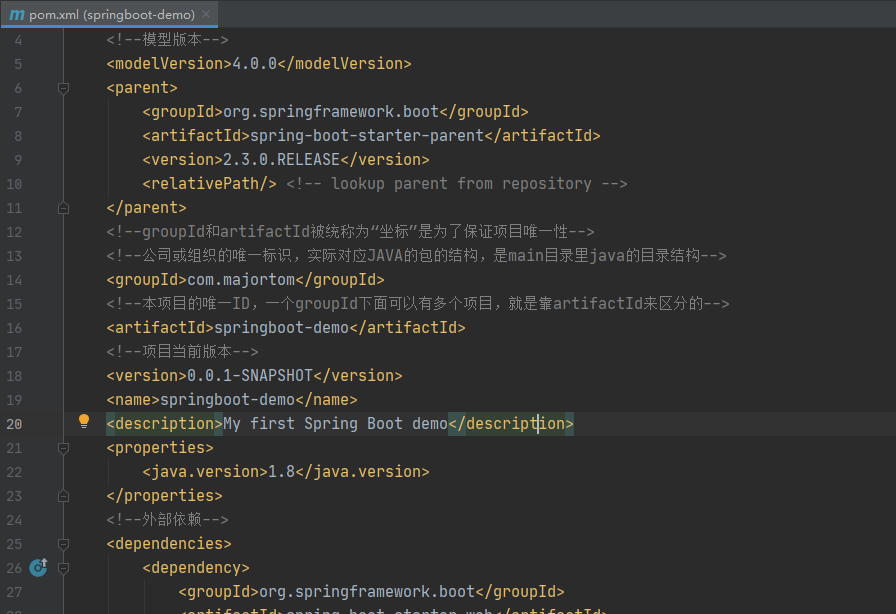 m pom.xml (springboot-demo) ×
4 <!--模型版本-->
5 <modelVersion>4.0.0</modelVersion>
6 <parent>
7 <groupId>org.springframework.boot</groupId>
8 <artifactId>spring-boot-starter-parent</artifactId>
9 <version>2.3.0.RELEASE</version>
10 <relativePath/> <!-- lookup parent from repository -->
11 </parent>
12 <!--groupId和artifactId被统称为“坐标”是为了保证项目唯一性-->
13 <!--公司或组织的唯一标识，实际对应JAVA的包的结构，是main目录里java的目录结构-->
14 <groupId>com.majortom</groupId>
15 <!--本项目的唯一ID，一个groupId下面可以有多个项目，就是靠artifactId来区分的-->
16 <artifactId>springboot-demo</artifactId>
17 <!--项目当前版本-->
18 <version>0.0.1-SNAPSHOT</version>
19 <name>springboot-demo</name>
20 <description>My first Spring Boot demo</description>
21 <properties>
22 <java.version>1.8</java.version>
23 </properties>
24 <!--外部依赖-->
25 <dependencies>
26 <dependency>
27 <groupId>org.springframework.boot</groupId>
28 <artifactId>spring-boot-starter-web</artifactId>